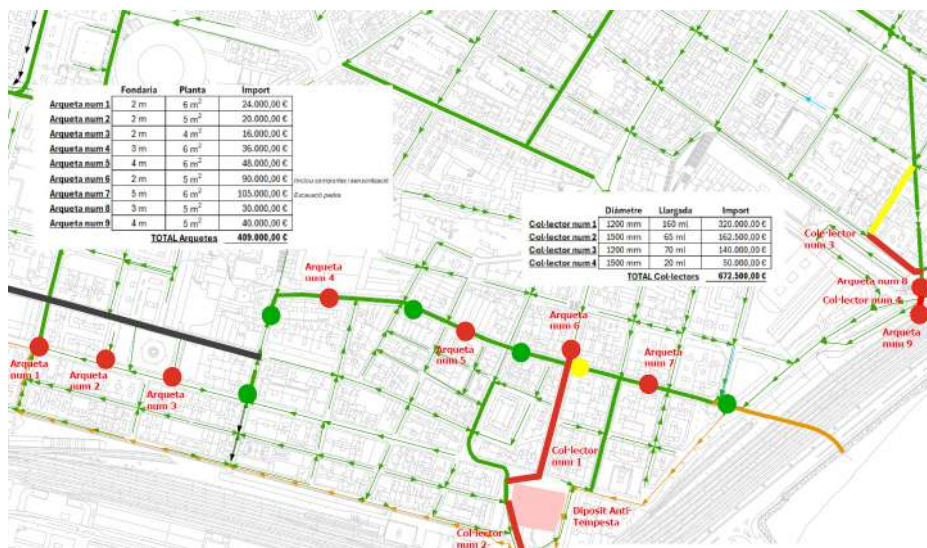 Fondaria Planta Import
Arqueta num 1 2 m 6 m² 24.000,00 €
Arqueta num 2 2 m 5 m² 20.000,00 €
Arqueta num 3 2 m 4 m² 16.000,00 €
Arqueta num 4 3 m 6 m² 36.000,00 €
Arqueta num 5 4 m 6 m² 48.000,00 €
Arqueta num 6 2 m 5 m² 90.000,00 € Inclou comportes i sensorització
Arqueta num 7 5 m 6 m² 105.000,00 € Excavació pedra
Arqueta num 8 3 m 5 m² 30.000,00 €
Arqueta num 9 4 m 5 m² 40.000,00 €
TOTAL Arquetes 409.000,00 €
Diàmetre Llargada Import
Col·lector num 1 1200 mm 160 ml 320.000,00 €
Col·lector num 2 1500 mm 65 ml 162.500,00 €
Col·lector num 3 1200 mm 70 ml 140.000,00 €
Col·lector num 4 1500 mm 20 ml 50.000,00 €
TOTAL Col·lectors 672.500,00 €
Col·lector
num 3
Arqueta
num 4
Arqueta num 8
Col·lector num 4
Arqueta
num 6
Arqueta
num 9
Arqueta
num 5
Arqueta
num 1
Arqueta
num 2
Arqueta
num 7
Arqueta
num 3
Col·lector
num 1
Diposit Anti-
Tempesta
Col·lector
num 2